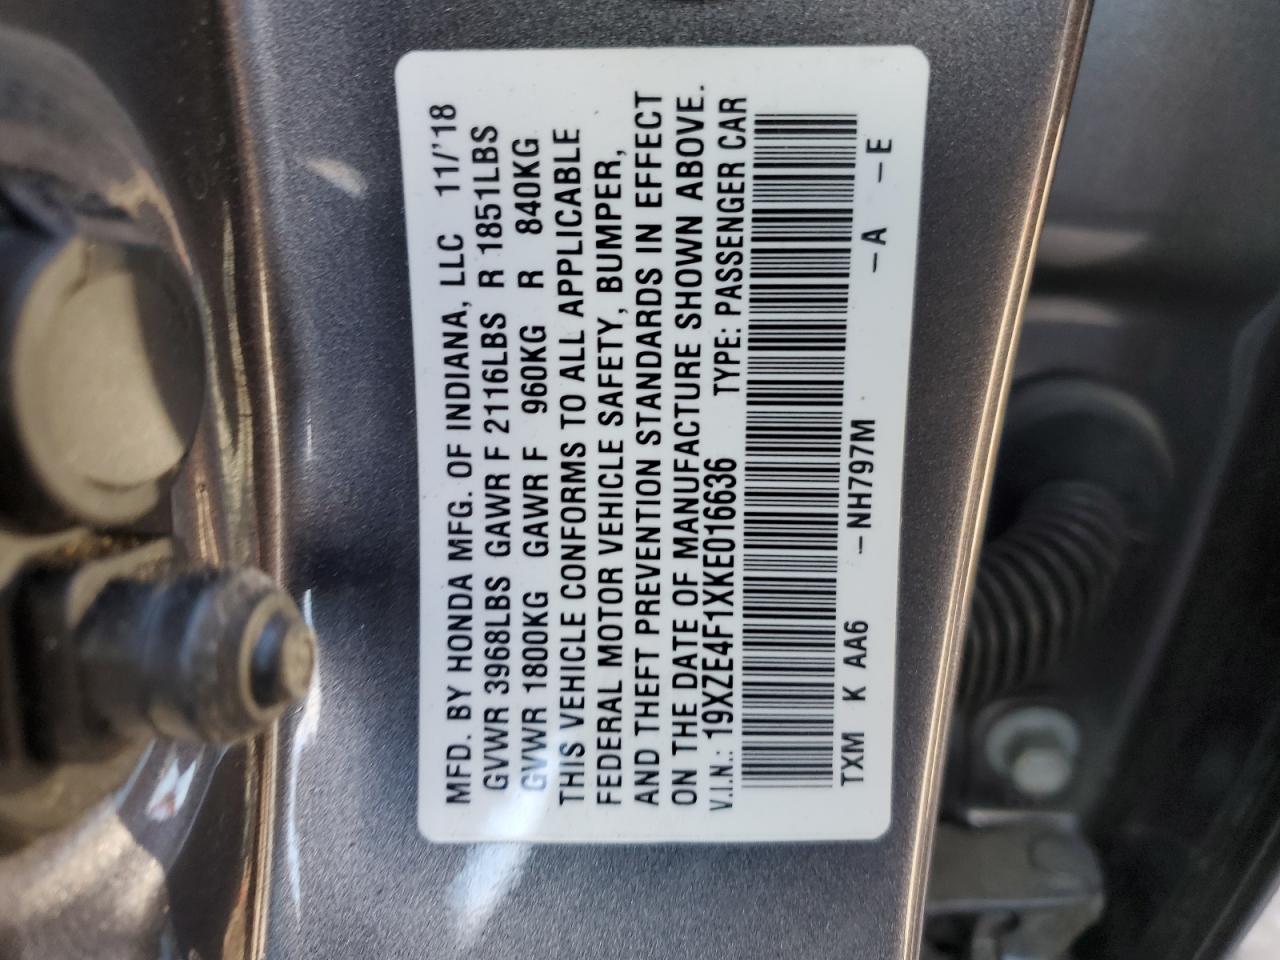 MFD. BY HONDA MFG. OF INDIANA, LLC 11/'18
GVWR 3968LBS GAWR F 2116LBS R 1851LBS
GVWR 1800KG GAWR F 960KG R 840KG
THIS VEHICLE CONFORMS TO ALL APPLICABLE
FEDERAL MOTOR VEHICLE SAFETY, BUMPER,
AND THEFT PREVENTION STANDARDS IN EFFECT
ON THE DATE OF MANUFACTURE SHOWN ABOVE.
V.I.N.: 19XZE4F1XKE016636 TYPE: PASSENGER CAR
TXM K AA6 –NH797M –A –E